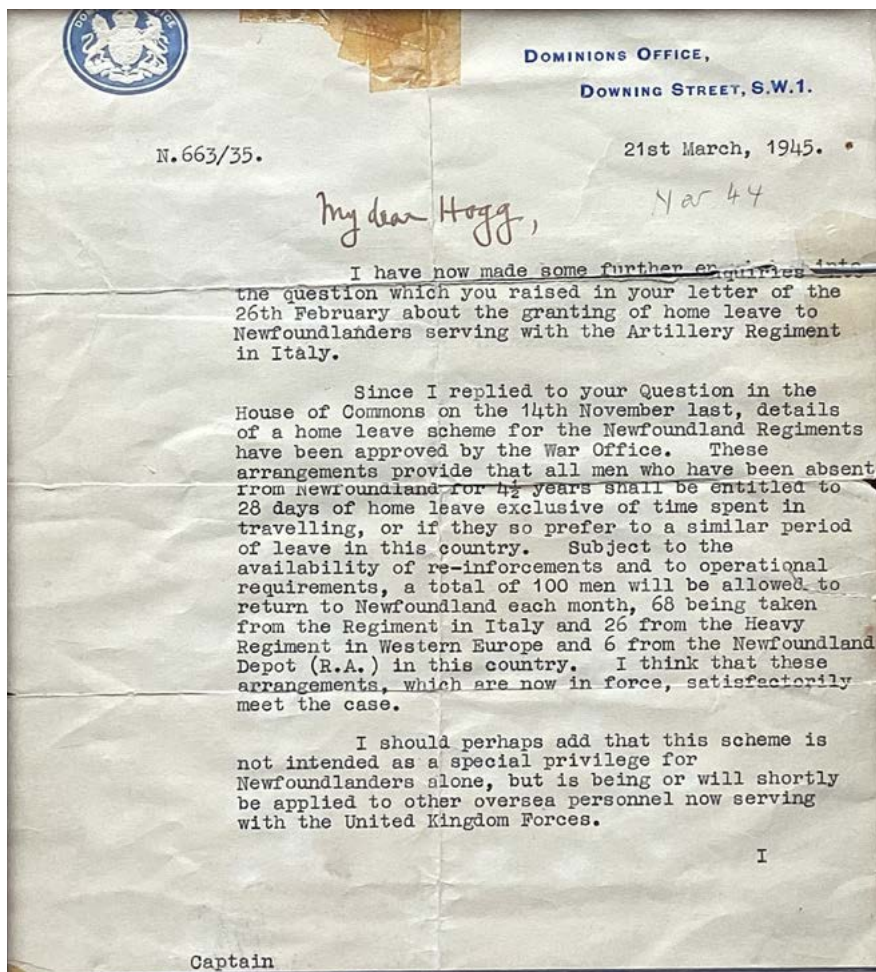 DOMINIONS OFFICE,
DOWNING STREET, S.W.1.
N.663/35.
21st March, 1945.
Nov 44
My dear Hogg,
I have now made some further enquiries into
the question which you raised in your letter of the
26th February about the granting of home leave to
Newfoundlanders serving with the Artillery Regiment
in Italy.
Since I replied to your Question in the
House of Commons on the 14th November last, details
of a home leave scheme for the Newfoundland Regiments
have been approved by the War Office. These
arrangements provide that all men who have been absent
from Newfoundland for 4½ years shall be entitled to
28 days of home leave exclusive of time spent in
travelling, or if they so prefer to a similar period
of leave in this country. Subject to the
availability of re-inforcements and to operational
requirements, a total of 100 men will be allowed to
return to Newfoundland each month, 68 being taken
from the Regiment in Italy and 26 from the Heavy
Regiment in Western Europe and 6 from the Newfoundland
Depot (R.A.) in this country. I think that these
arrangements, which are now in force, satisfactorily
meet the case.
I should perhaps add that this scheme is
not intended as a special privilege for
Newfoundlanders alone, but is being or will shortly
be applied to other oversea personnel now serving
with the United Kingdom Forces.
I
Captain